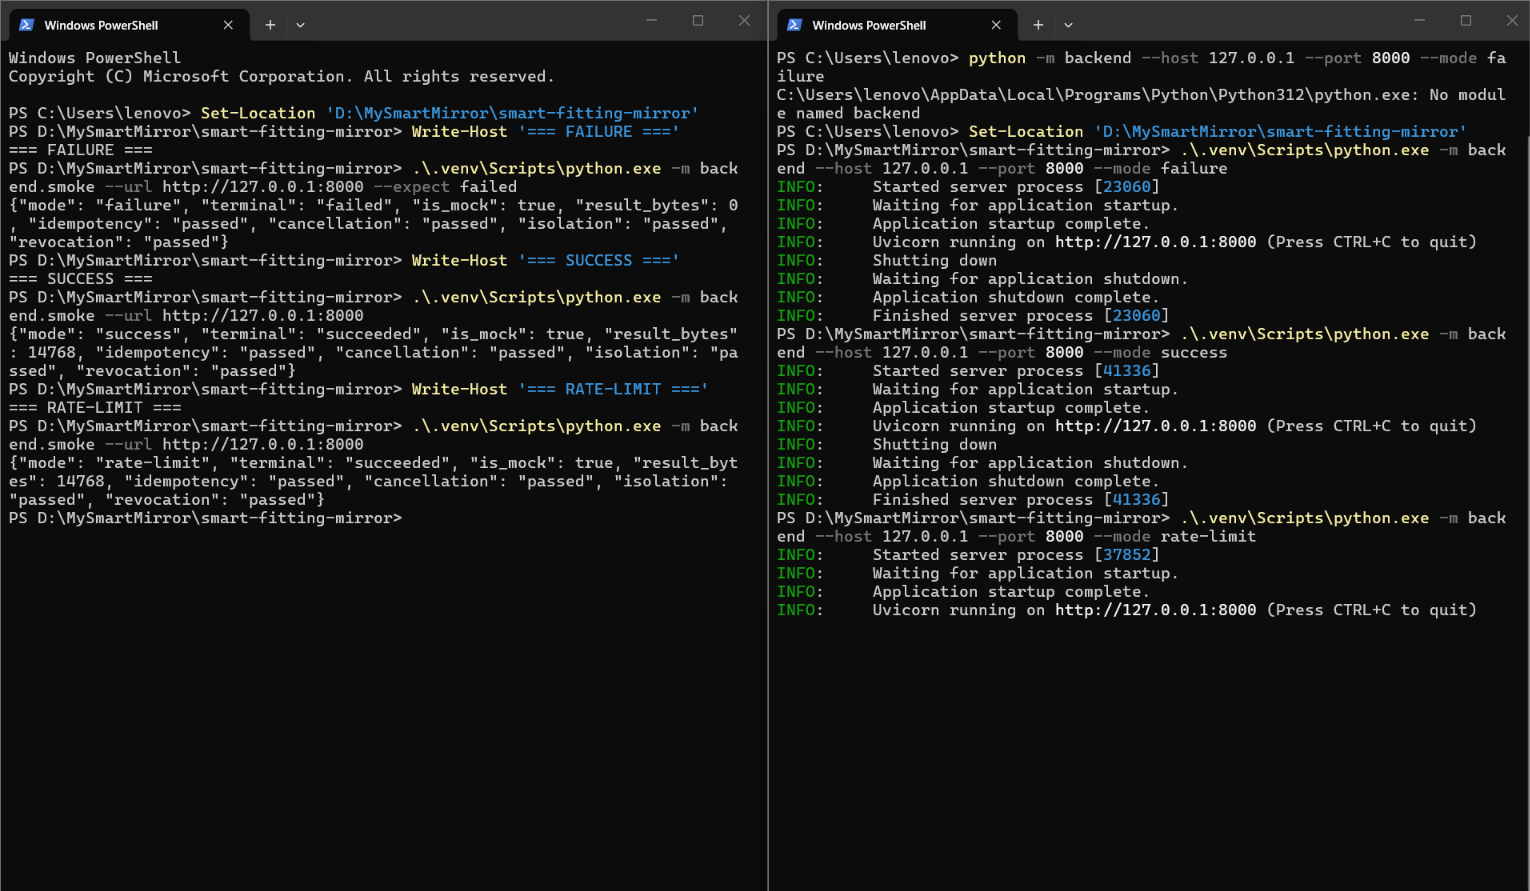 Windows PowerShell
Windows PowerShell
Copyright (C) Microsoft Corporation. All rights reserved.
PS C:\Users\lenovo> Set-Location 'D:\MySmartMirror\smart-fitting-mirror'
PS D:\MySmartMirror\smart-fitting-mirror> Write-Host '=== FAILURE ==='
=== FAILURE ===
PS D:\MySmartMirror\smart-fitting-mirror> .\.venv\Scripts\python.exe -m back
end.smoke --url http://127.0.0.1:8000 --expect failed
{"mode": "failure", "terminal": "failed", "is_mock": true, "result_bytes": 0
, "idempotency": "passed", "cancellation": "passed", "isolation": "passed",
"revocation": "passed"}
PS D:\MySmartMirror\smart-fitting-mirror> Write-Host '=== SUCCESS ==='
=== SUCCESS ===
PS D:\MySmartMirror\smart-fitting-mirror> .\.venv\Scripts\python.exe -m back
end.smoke --url http://127.0.0.1:8000
{"mode": "success", "terminal": "succeeded", "is_mock": true, "result_bytes"
: 14768, "idempotency": "passed", "cancellation": "passed", "isolation": "pa
ssed", "revocation": "passed"}
PS D:\MySmartMirror\smart-fitting-mirror> Write-Host '=== RATE-LIMIT ==='
=== RATE-LIMIT ===
PS D:\MySmartMirror\smart-fitting-mirror> .\.venv\Scripts\python.exe -m back
end.smoke --url http://127.0.0.1:8000
{"mode": "rate-limit", "terminal": "succeeded", "is_mock": true, "result_byt
es": 14768, "idempotency": "passed", "cancellation": "passed", "isolation":
"passed", "revocation": "passed"}
PS D:\MySmartMirror\smart-fitting-mirror>
Windows PowerShell
PS C:\Users\lenovo> python -m backend --host 127.0.0.1 --port 8000 --mode fa
ilure
C:\Users\lenovo\AppData\Local\Programs\Python\Python312\python.exe: No modul
e named backend
PS C:\Users\lenovo> Set-Location 'D:\MySmartMirror\smart-fitting-mirror'
PS D:\MySmartMirror\smart-fitting-mirror> .\.venv\Scripts\python.exe -m back
end --host 127.0.0.1 --port 8000 --mode failure
INFO:     Started server process [23060]
INFO:     Waiting for application startup.
INFO:     Application startup complete.
INFO:     Uvicorn running on http://127.0.0.1:8000 (Press CTRL+C to quit)
INFO:     Shutting down
INFO:     Waiting for application shutdown.
INFO:     Application shutdown complete.
INFO:     Finished server process [23060]
PS D:\MySmartMirror\smart-fitting-mirror> .\.venv\Scripts\python.exe -m back
end --host 127.0.0.1 --port 8000 --mode success
INFO:     Started server process [41336]
INFO:     Waiting for application startup.
INFO:     Application startup complete.
INFO:     Uvicorn running on http://127.0.0.1:8000 (Press CTRL+C to quit)
INFO:     Shutting down
INFO:     Waiting for application shutdown.
INFO:     Application shutdown complete.
INFO:     Finished server process [41336]
PS D:\MySmartMirror\smart-fitting-mirror> .\.venv\Scripts\python.exe -m back
end --host 127.0.0.1 --port 8000 --mode rate-limit
INFO:     Started server process [37852]
INFO:     Waiting for application startup.
INFO:     Application startup complete.
INFO:     Uvicorn running on http://127.0.0.1:8000 (Press CTRL+C to quit)